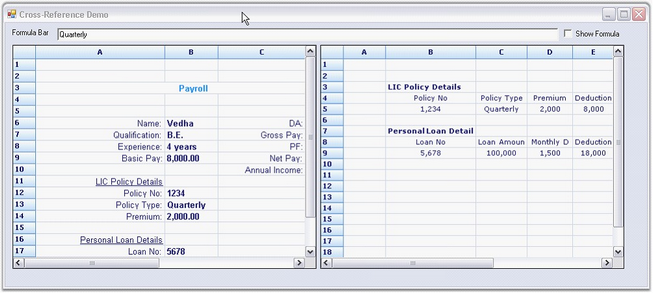 Cross-Reference Demo
Formula Bar Quarterly Show Formula
A B C
1
2
3 Payroll
4
5
6 Name: Vedha DA:
7 Qualification: B.E. Gross Pay:
8 Experience: 4 years PF:
9 Basic Pay: 8,000.00 Net Pay:
10 Annual Income:
11 LIC Policy Details
12 Policy No: 1234
13 Policy Type: Quarterly
14 Premium: 2,000.00
15
16 Personal Loan Details
17 Loan No: 5678
A B C D E
1
2
3 LIC Policy Details
4 Policy No Policy Type Premium Deduction
5 1,234 Quarterly 2,000 8,000
6
7 Personal Loan Detail
8 Loan No Loan Amoun Monthly D Deduction
9 5,678 100,000 1,500 18,000
10
11
12
13
14
15
16
17
18